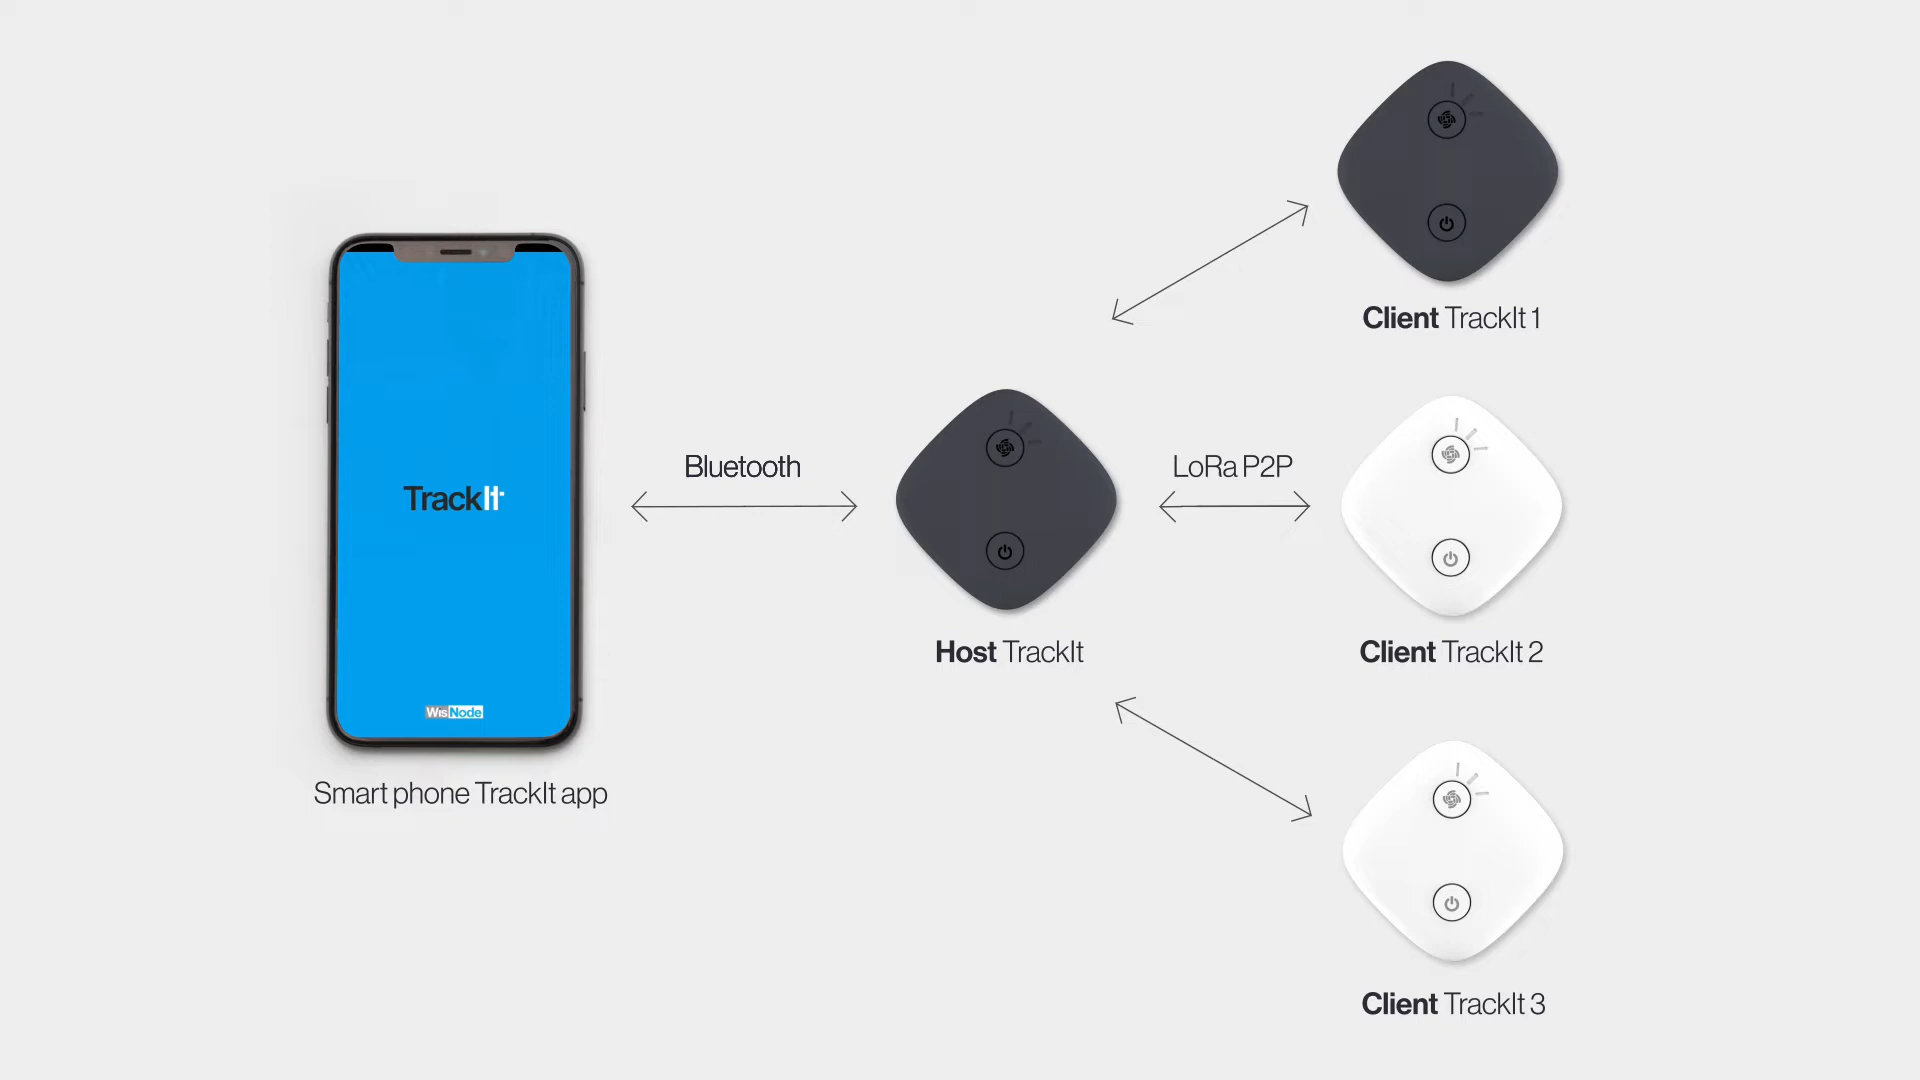 TrackIt
WisNode
Smart phone TrackIt app
Bluetooth
Host TrackIt
LoRa P2P
Client TrackIt 1
Client TrackIt 2
Client TrackIt 3